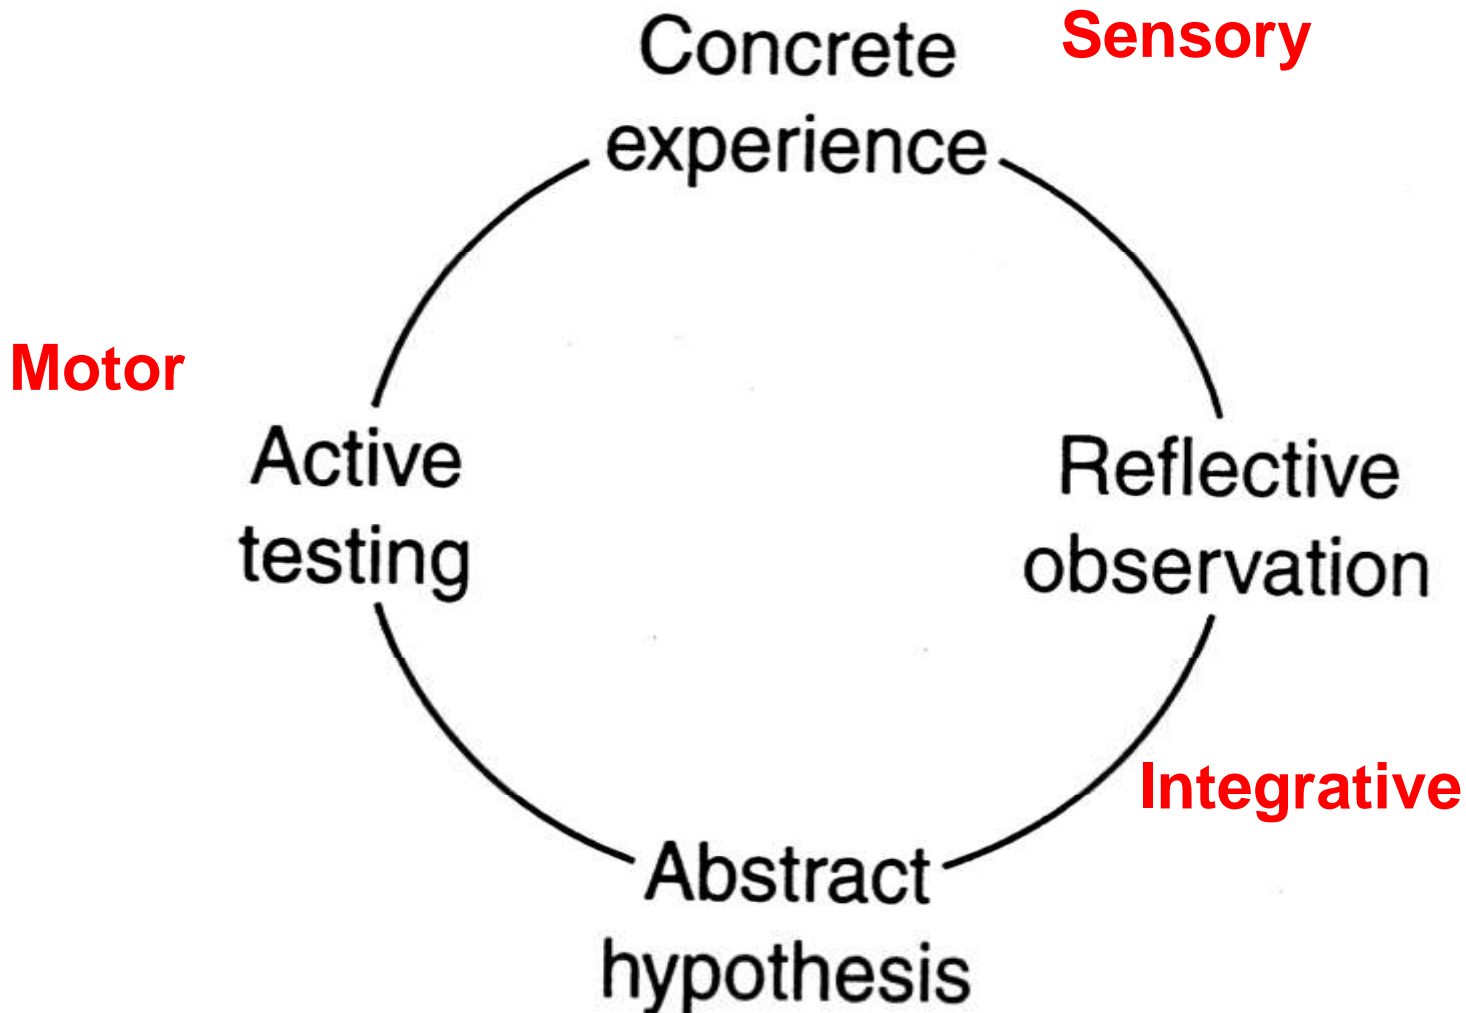 Concrete
experience
Sensory
Motor
Active
testing
Reflective
observation
Integrative
Abstract
hypothesis